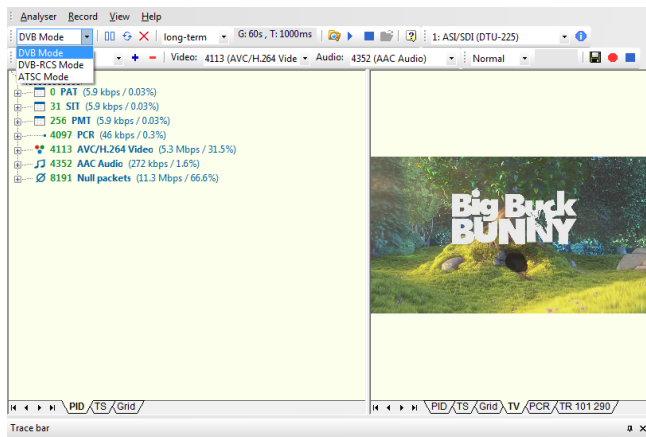 Analyser Record View Help
DVB Mode long-term G: 60s , T: 1000ms 1: ASI/SDI (DTU-225)
DVB Mode
DVB-RCS Mode
ATSC Mode
Video: 4113 (AVC/H.264 Vide Audio: 4352 (AAC Audio) Normal
0 PAT (5.9 kbps / 0.03%)
31 SIT (5.9 kbps / 0.03%)
256 PMT (5.9 kbps / 0.03%)
4097 PCR (46 kbps / 0.3%)
4113 AVC/H.264 Video (5.3 Mbps / 31.5%)
4352 AAC Audio (272 kbps / 1.6%)
8191 Null packets (11.3 Mbps / 66.6%)
Big Buck
BUNNY
PID TS Grid
PID TS Grid TV PCR TR 101 290
Trace bar